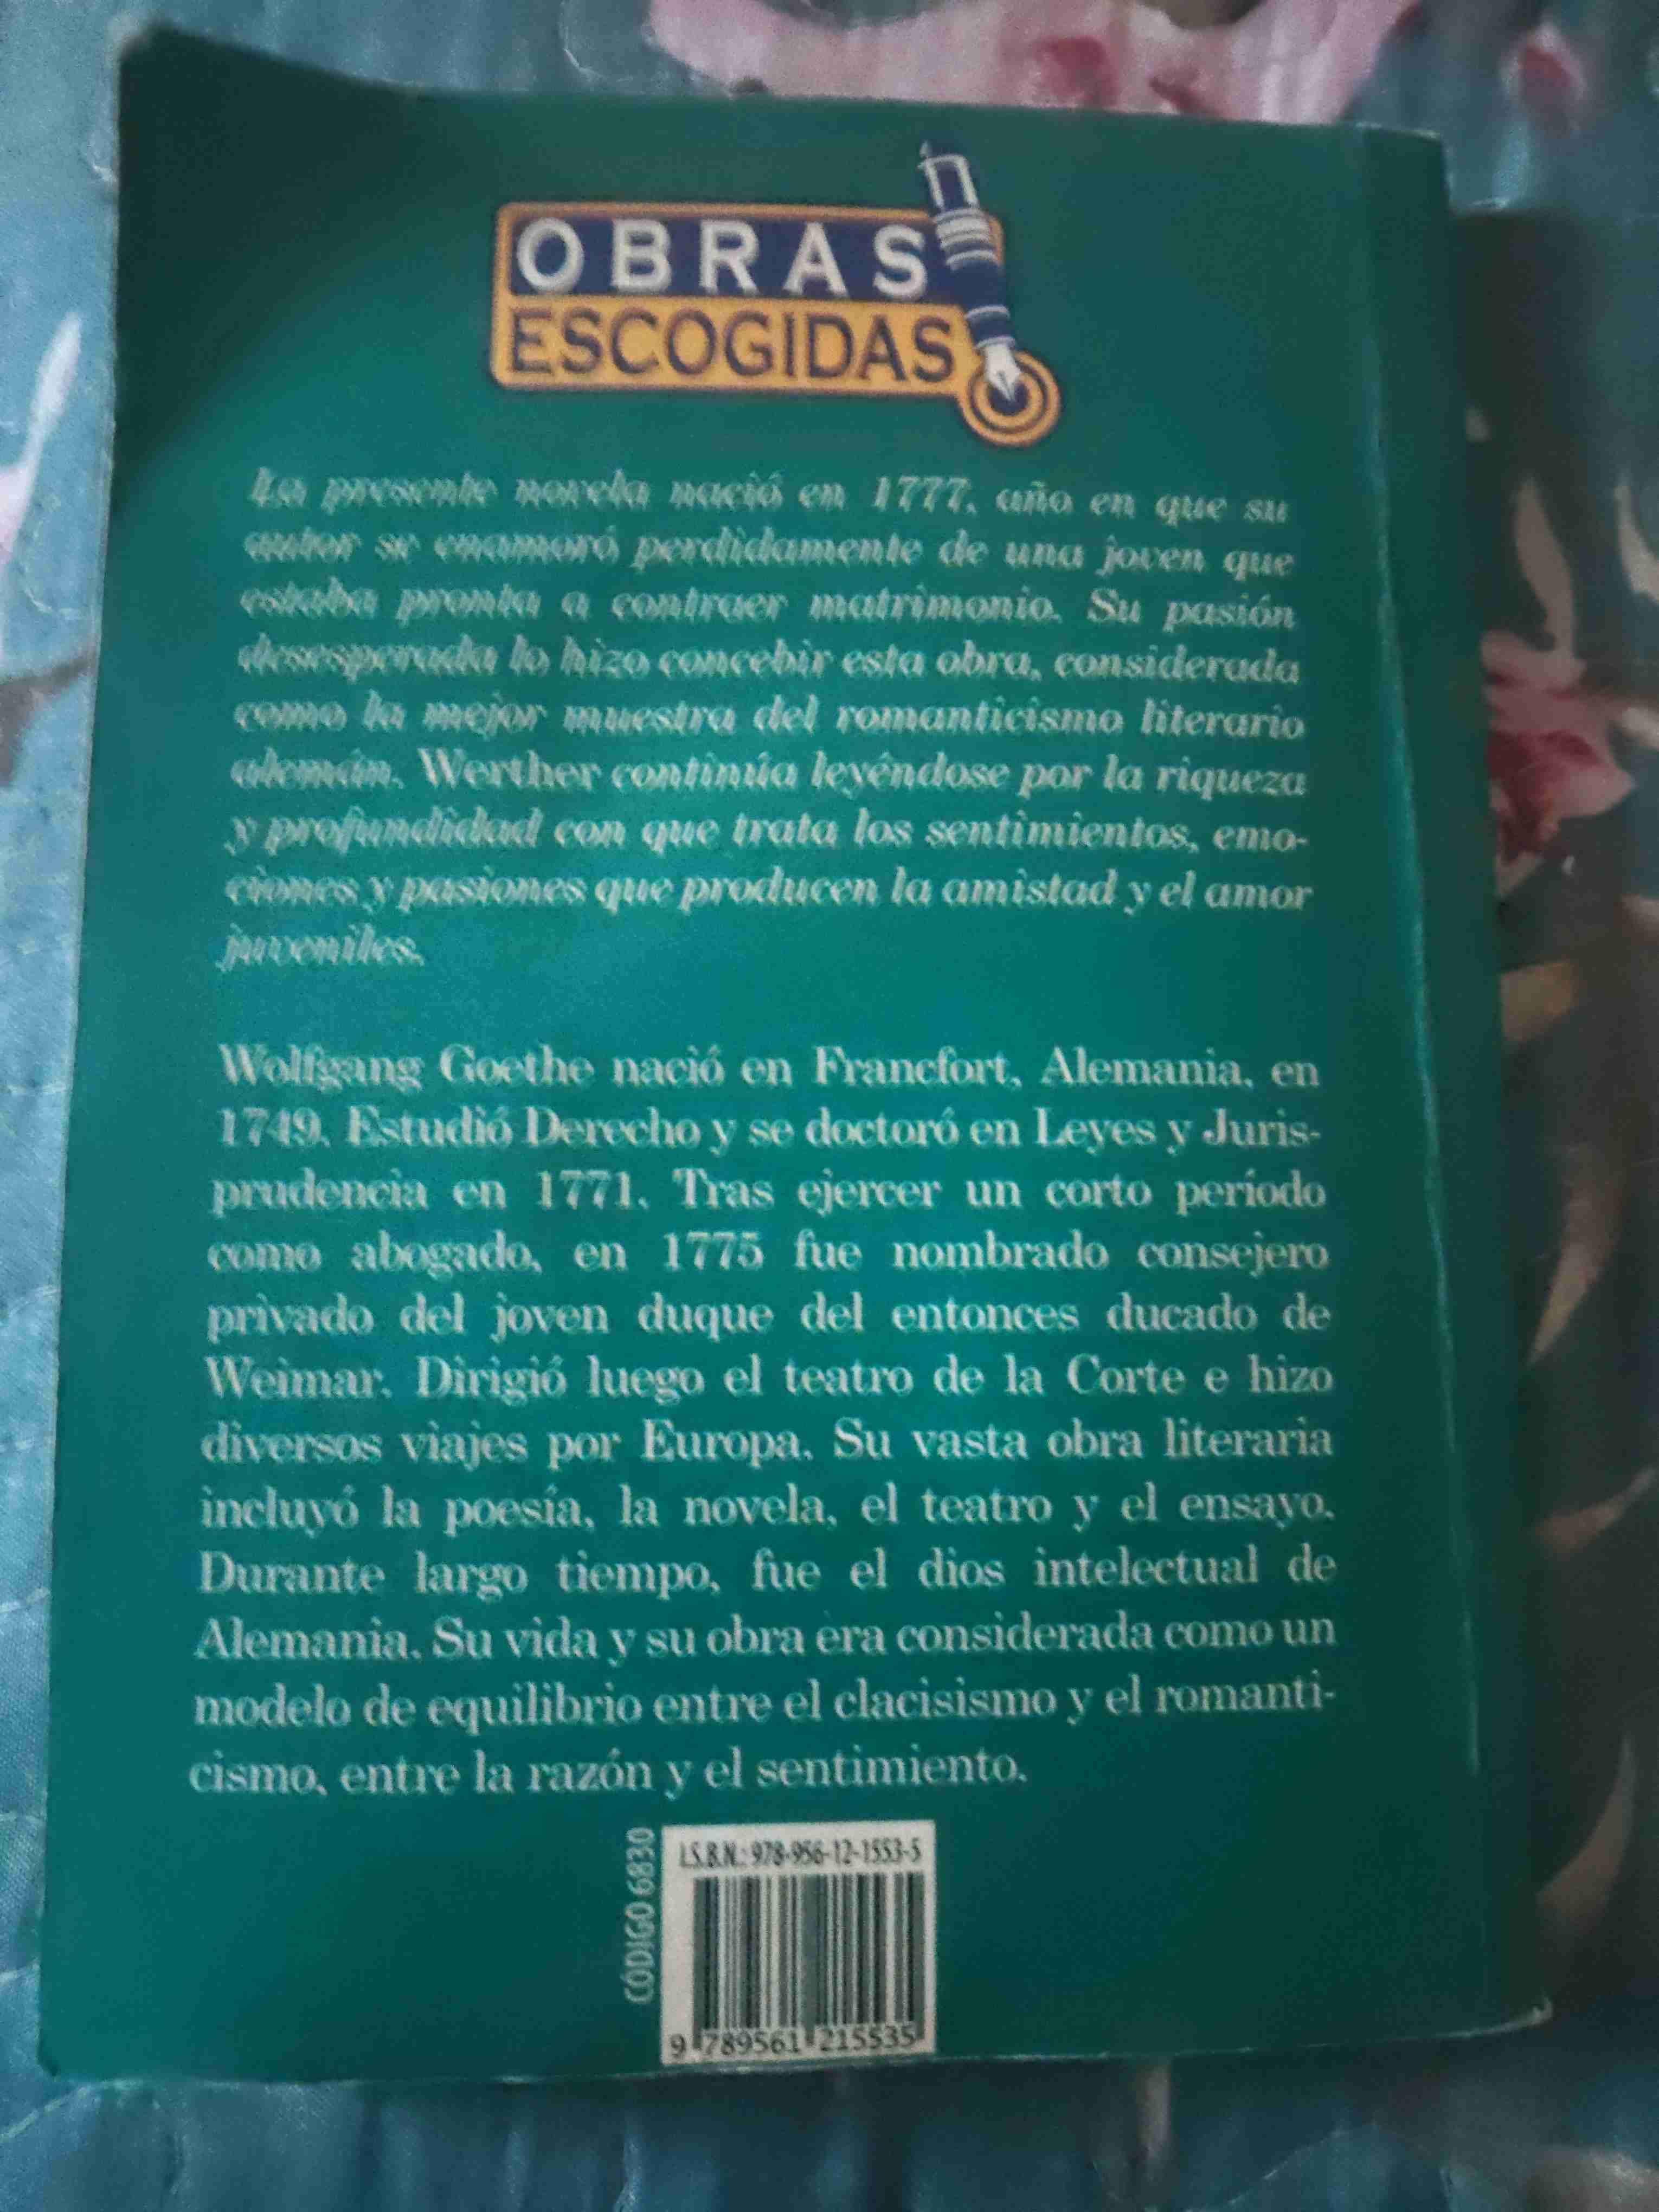 OBRAS
ESCOGIDAS
La presente novela nació en 1777, año en que su
autor se enamoró perdidamente de una joven que
estaba pronta a contraer matrimonio. Su pasión
desesperada lo hizo concebir esta obra, considerada
como la mejor muestra del romanticismo literario
alemán. Werther continúa leyéndose por la riqueza
y profundidad con que trata los sentimientos, emo-
ciones y pasiones que producen la amistad y el amor
juveniles.
Wolfgang Goethe nació en Francfort, Alemania, en
1749. Estudió Derecho y se doctoró en Leyes y Juris-
prudencia en 1771. Tras ejercer un corto período
como abogado, en 1775 fue nombrado consejero
privado del joven duque del entonces ducado de
Weimar. Dirigió luego el teatro de la Corte e hizo
diversos viajes por Europa. Su vasta obra literaria
incluyó la poesía, la novela, el teatro y el ensayo.
Durante largo tiempo, fue el dios intelectual de
Alemania. Su vida y su obra era considerada como un
modelo de equilibrio entre el clacisismo y el romanti-
cismo, entre la razón y el sentimiento.
CÓDIGO 6830
I.S.B.N.: 978-956-12-1553-5
9 789561 215535